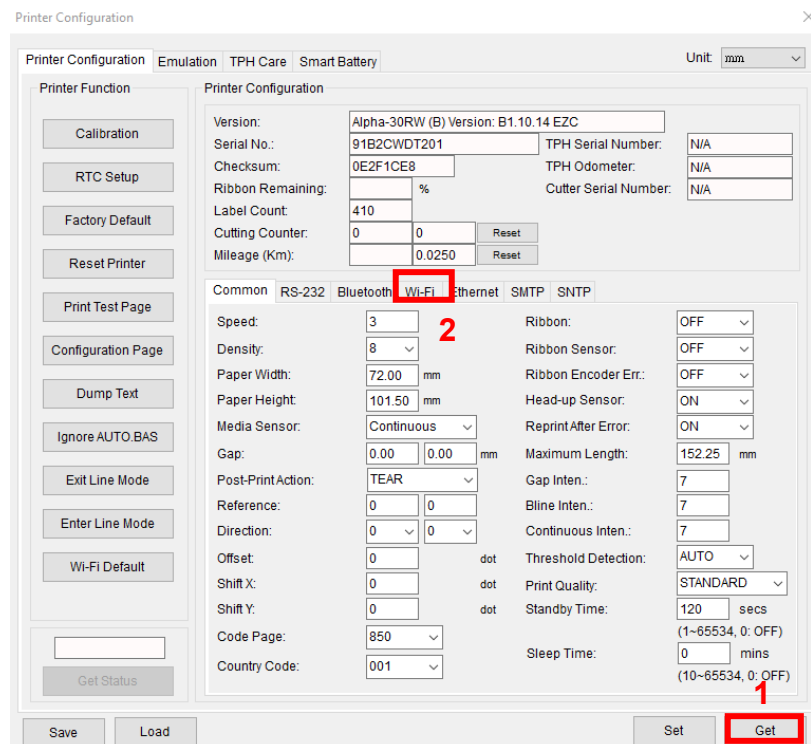 Printer Configuration
Printer Configuration Emulation TPH Care Smart Battery Unit: mm
Printer Function
Calibration
RTC Setup
Factory Default
Reset Printer
Print Test Page
Configuration Page
Dump Text
Ignore AUTO.BAS
Exit Line Mode
Enter Line Mode
Wi-Fi Default
Get Status
Printer Configuration
Version: Alpha-30RW (B) Version: B1.10.14 EZC
Serial No.: 91B2CWDT201 TPH Serial Number: N/A
Checksum: 0E2F1CE8 TPH Odometer: N/A
Ribbon Remaining: % Cutter Serial Number: N/A
Label Count: 410
Cutting Counter: 0 0 Reset
Mileage (Km): 0.0250 Reset
Common RS-232 Bluetooth Wi-Fi Ethernet SMTP SNTP
2
Speed: 3 Ribbon: OFF
Density: 8 Ribbon Sensor: OFF
Paper Width: 72.00 mm Ribbon Encoder Err.: OFF
Paper Height: 101.50 mm Head-up Sensor: ON
Media Sensor: Continuous Reprint After Error: ON
Gap: 0.00 0.00 mm Maximum Length: 152.25 mm
Post-Print Action: TEAR Gap Inten.: 7
Reference: 0 0 Bline Inten.: 7
Direction: 0 0 Continuous Inten.: 7
Offset: 0 dot Threshold Detection: AUTO
Shift X: 0 dot Print Quality: STANDARD
Shift Y: 0 dot Standby Time: 120 secs
(1~65534, 0: OFF)
Code Page: 850
Sleep Time: 0 mins
Country Code: 001
(10~65534, 0: OFF)
1
Save Load Set Get